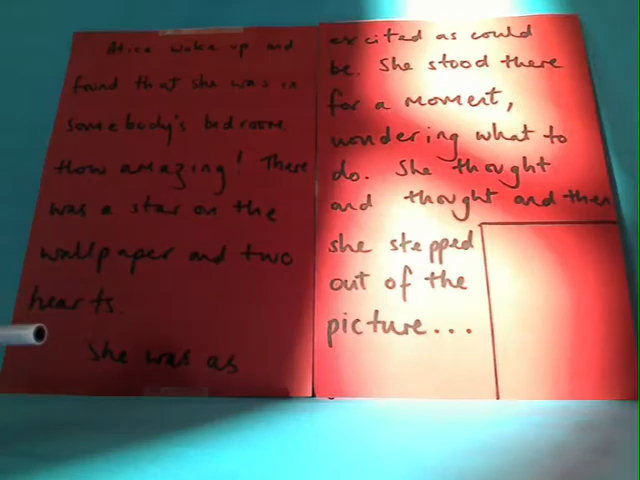 Alice woke up and
found that she was in
somebody's bedroom.
How amazing! There
was a star on the
wallpaper and two
hearts.
She was as
excited as could
be. She stood there
for a moment,
wondering what to
do. She thought
and thought and then
she stepped
out of the
picture...